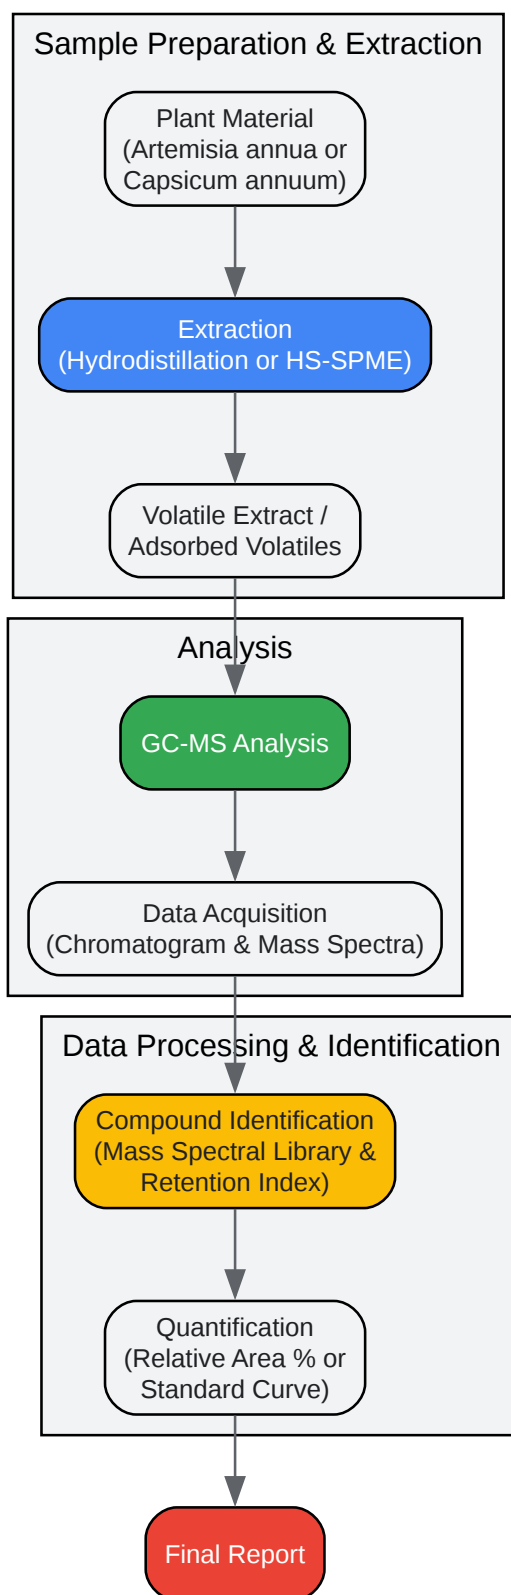 Sample Preparation & Extraction
Plant Material
(Artemisia annua or
Capsicum annuum)
Extraction
(Hydrodistillation or HS-SPME)
Volatile Extract /
Adsorbed Volatiles
Analysis
GC-MS Analysis
Data Acquisition
(Chromatogram & Mass Spectra)
Data Processing & Identification
Compound Identification
(Mass Spectral Library &
Retention Index)
Quantification
(Relative Area % or
Standard Curve)
Final Report